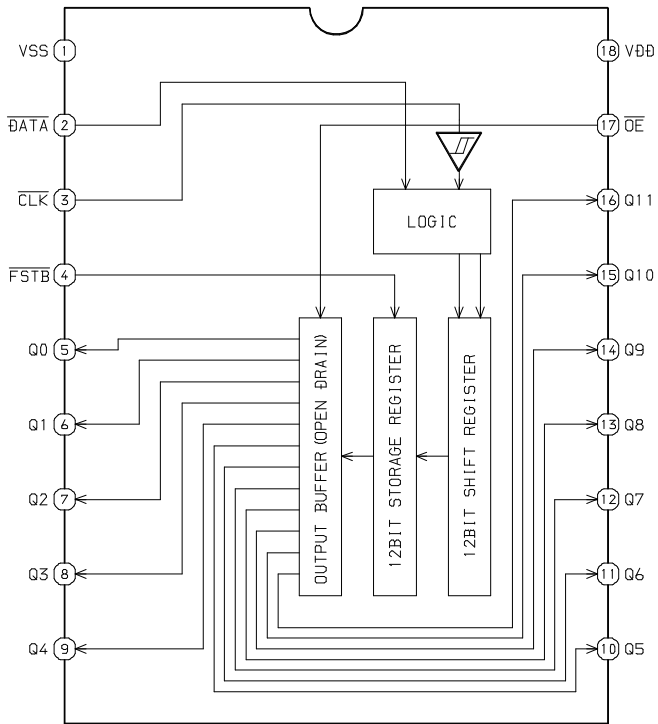 VSS 1
18 VDD
DATA 2
17 OE
CLK 3
16 Q11
LOGIC
FSTB 4
15 Q10
Q0 5
14 Q9
Q1 6
13 Q8
Q2 7
12 Q7
Q3 8
11 Q6
Q4 9
10 Q5
OUTPUT BUFFER(OPEN DRAIN)
12BIT STORAGE REGISTER
12BIT SHIFT REGISTER